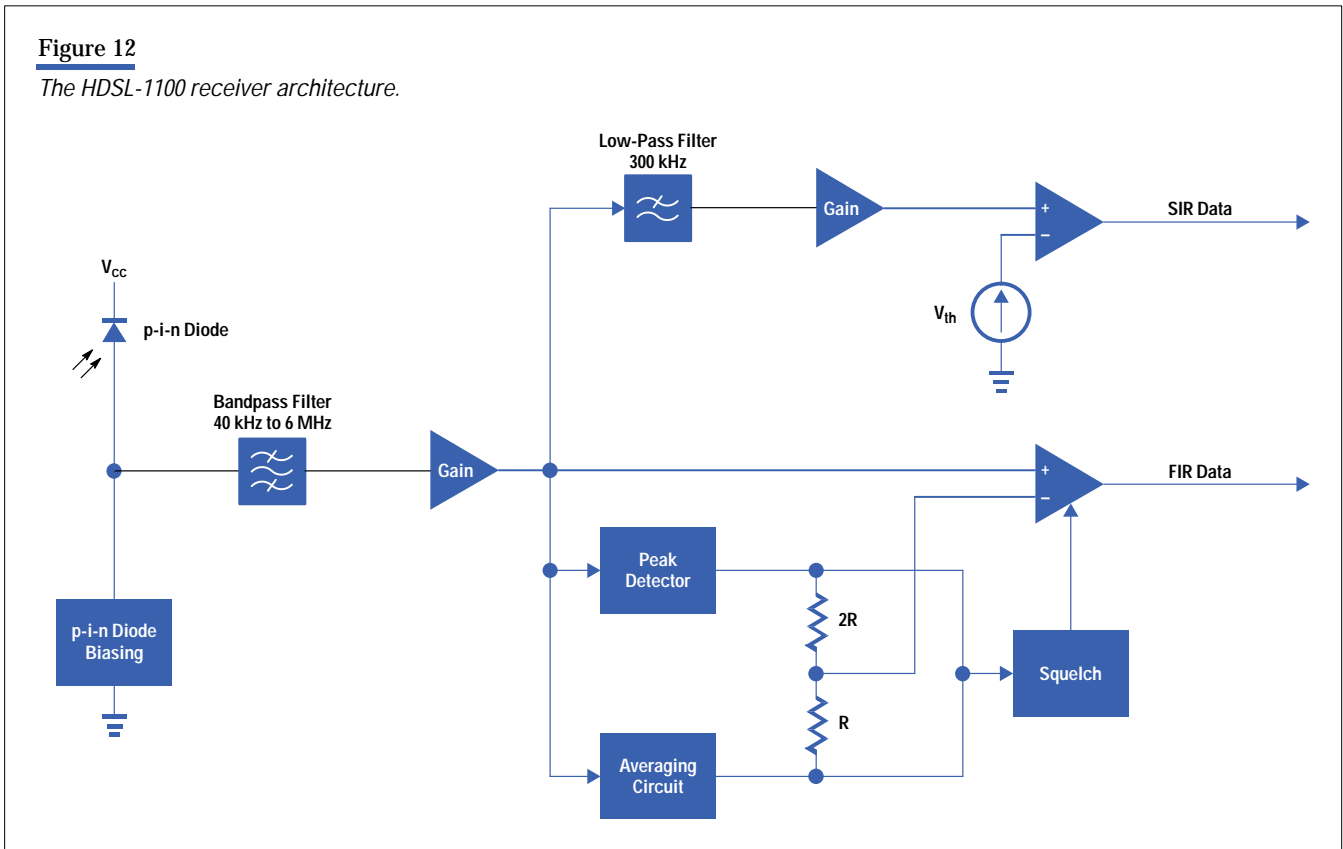 Figure 12
The HDSL-1100 receiver architecture.
Low-Pass Filter
300 kHz
Gain
+
−
SIR Data
Vth
VCC
p-i-n Diode
Bandpass Filter
40 kHz to 6 MHz
Gain
+
−
FIR Data
Peak
Detector
2R
p-i-n Diode
Biasing
Squelch
R
Averaging
Circuit